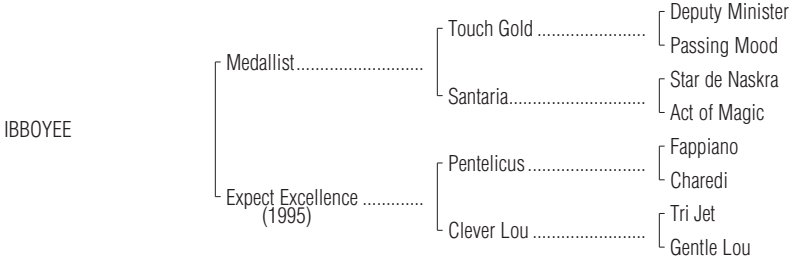 Deputy Minister
Touch Gold .......................
Passing Mood
Medallist...........................
Star de Naskra
Santaria.............................
Act of Magic
IBBOYEE
Fappiano
Pentelicus .........................
Charedi
Expect Excellence .............
(1995)
Tri Jet
Clever Lou ........................
Gentle Lou